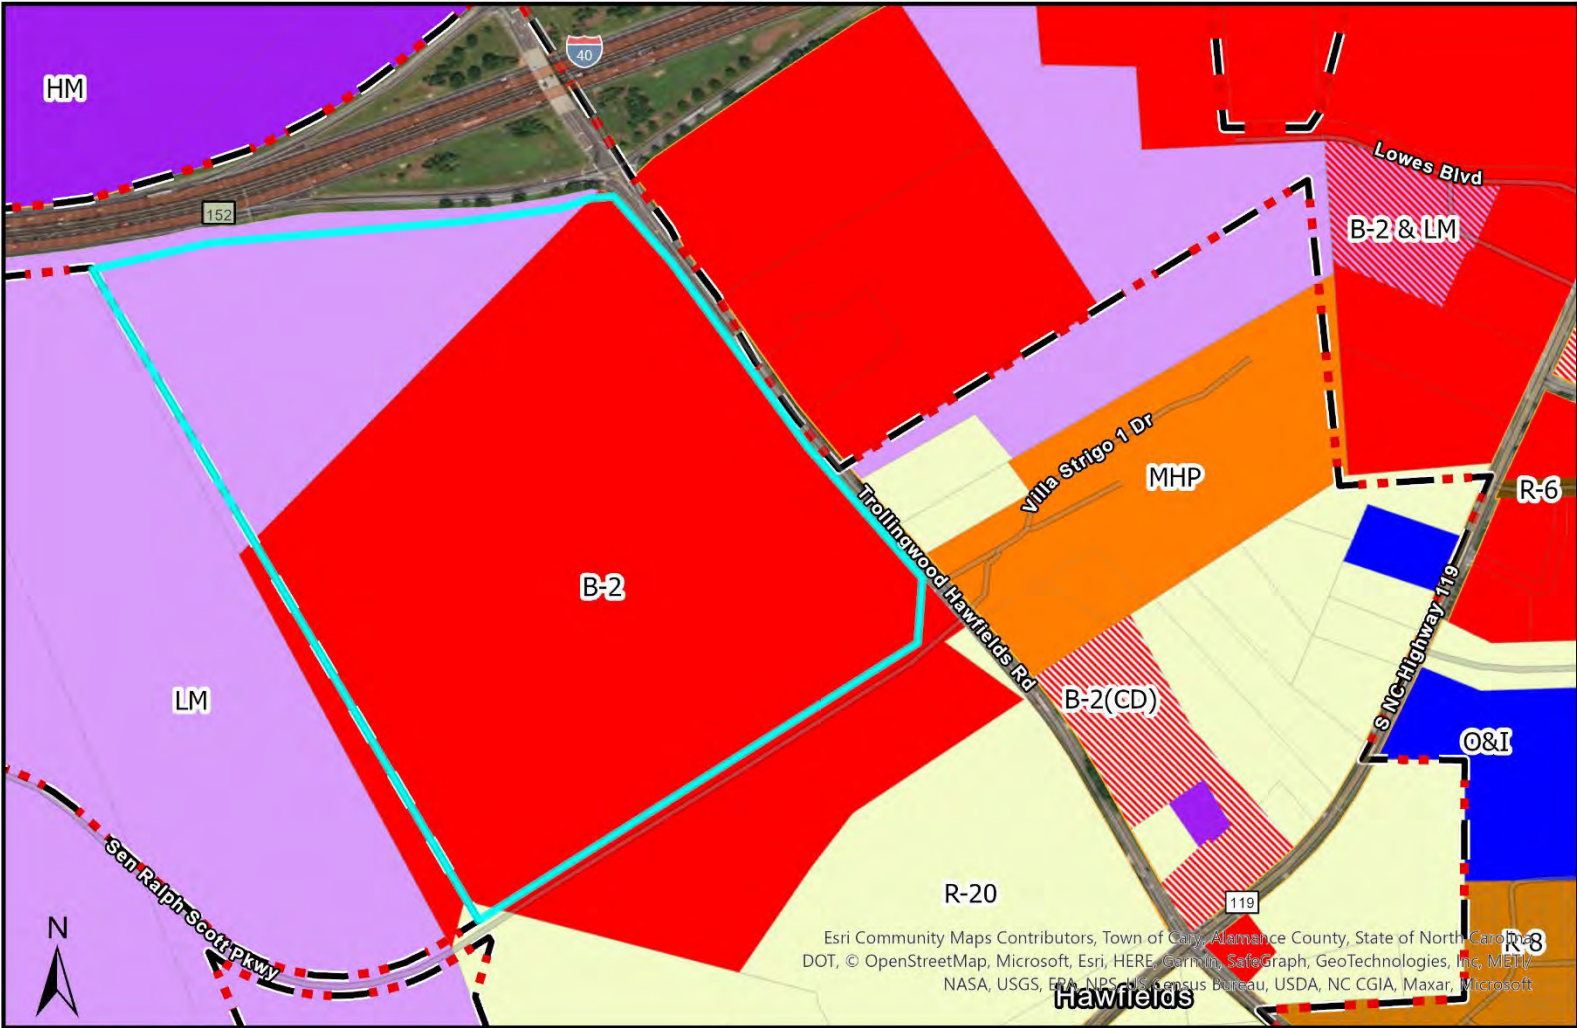 40
HM
Lowes Blvd
152
B-2 & LM
Villa Strigo 1 Dr
MHP
R-6
Trollingwood Hawfields Rd
B-2
S NC Highway 119
LM
B-2(CD)
O&I
Sen Ralph Scott Pkwy
R-20
119
N
R-8
Esri Community Maps Contributors, Town of Cary, Alamance County, State of North Carolina
DOT, © OpenStreetMap, Microsoft, Esri, HERE, Garmin, SafeGraph, GeoTechnologies, Inc, METI/
NASA, USGS, EPA, NPS, US Census Bureau, USDA, NC CGIA, Maxar, Microsoft
Hawfields